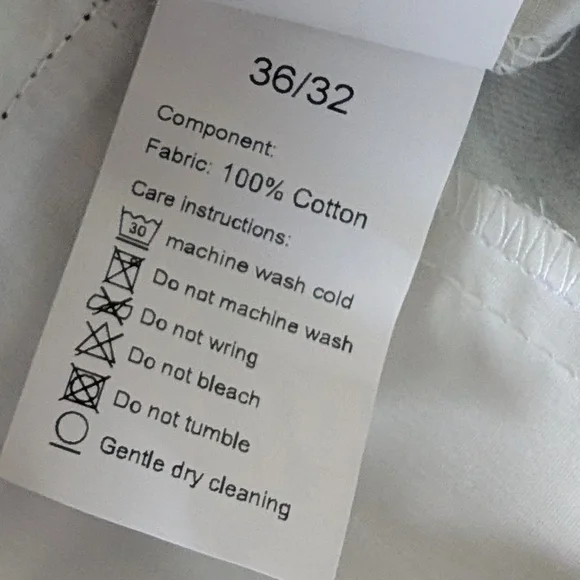 36/32
Component:
Fabric: 100% Cotton
Care instructions:
30 machine wash cold
Do not machine wash
Do not wring
Do not bleach
Do not tumble
Gentle dry cleaning